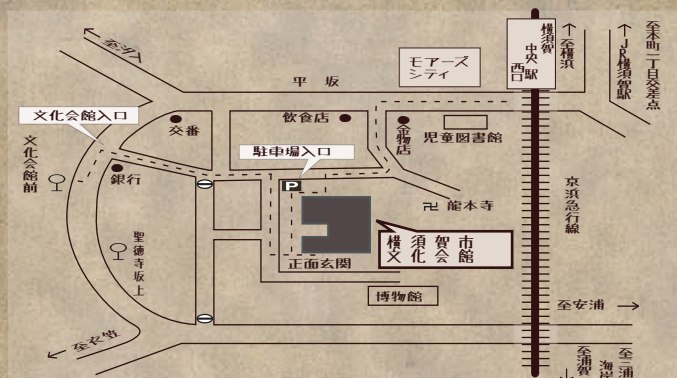 至汐入
文化会館入口
文化会館前
交番
銀行
聖徳寺坂上
至衣笠
平坂
飲食店
駐車場入口
P
正面玄関
モアーズ
シティ
金物店
児童図書館
卍 龍本寺
横須賀市
文化会館
博物館
横須賀
中央駅
西口
至横浜
JR横須賀駅
至本町一丁目交差点
京浜急行線
至安浦
至浦賀
海岸
至三浦